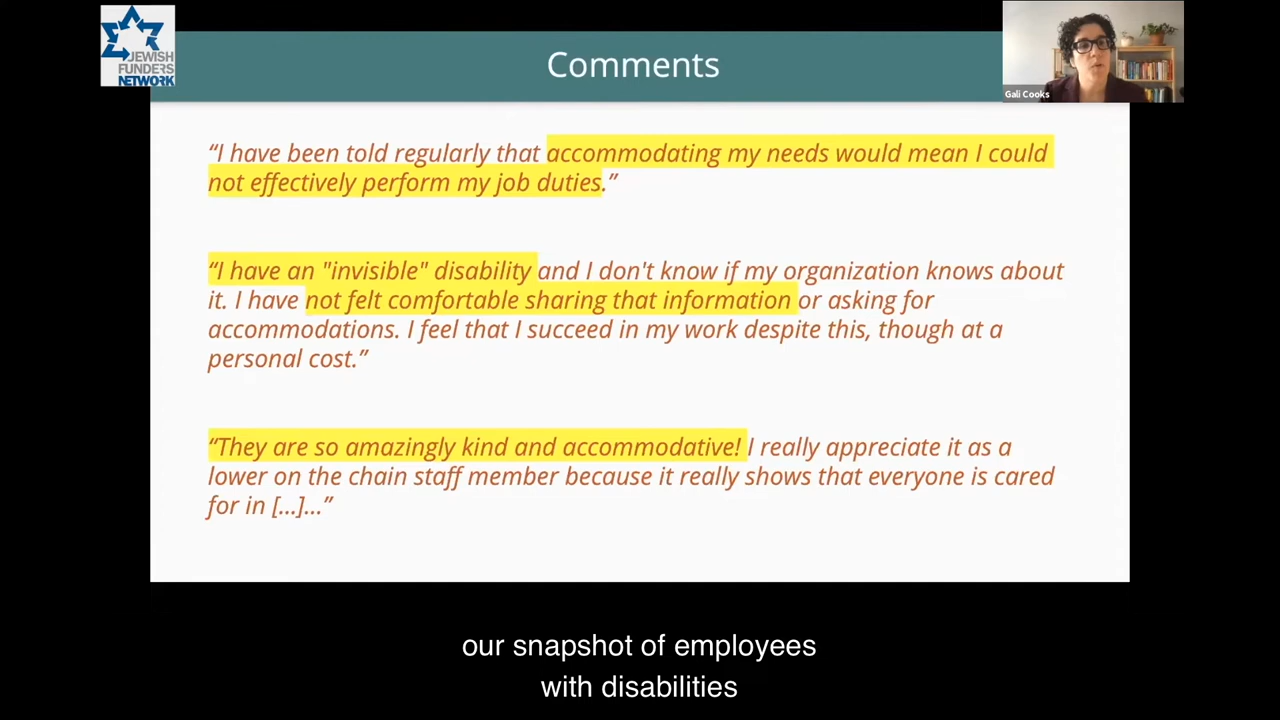 JEWISH
FUNDERS
NETWORK
Comments
Gali Cooks
“I have been told regularly that accommodating my needs would mean I could
not effectively perform my job duties.”
“I have an "invisible" disability and I don't know if my organization knows about
it. I have not felt comfortable sharing that information or asking for
accommodations. I feel that I succeed in my work despite this, though at a
personal cost.”
“They are so amazingly kind and accommodative! I really appreciate it as a
lower on the chain staff member because it really shows that everyone is cared
for in [...]...”
our snapshot of employees
with disabilities